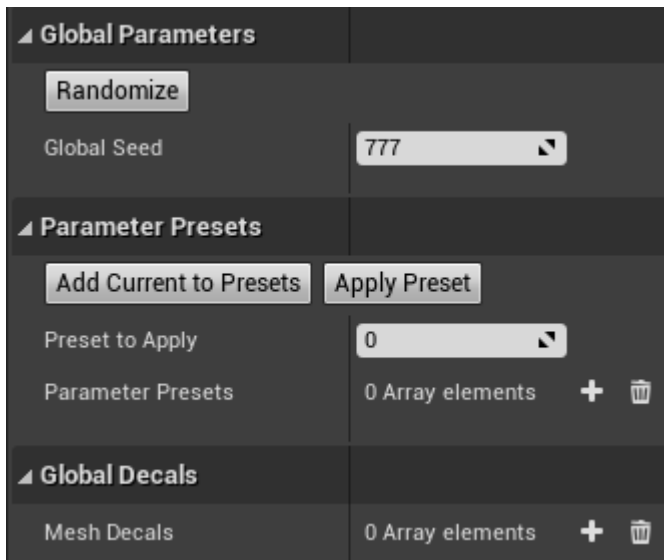 Global Parameters
Randomize
Global Seed 777
Parameter Presets
Add Current to Presets Apply Preset
Preset to Apply 0
Parameter Presets 0 Array elements
Global Decals
Mesh Decals 0 Array elements